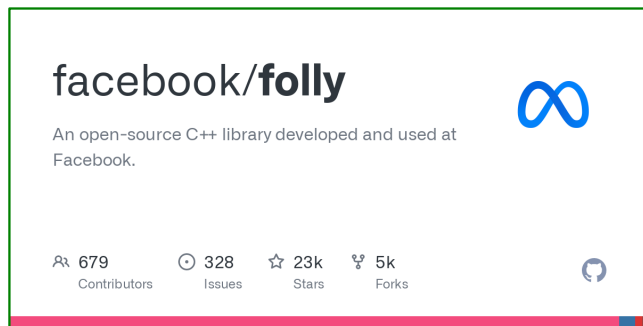 facebook/folly
An open-source C++ library developed and used at
Facebook.
679 328 23k 5k
Contributors Issues Stars Forks